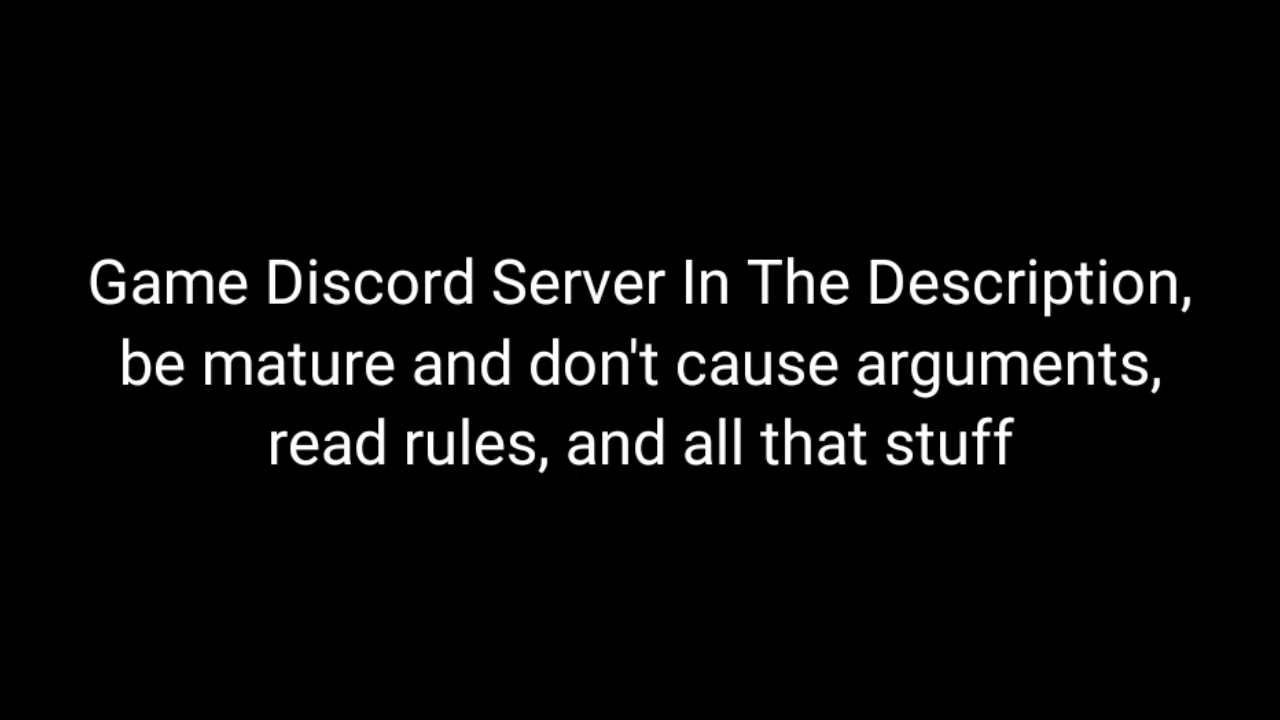 Game Discord Server In The Description,
be mature and don't cause arguments,
read rules, and all that stuff